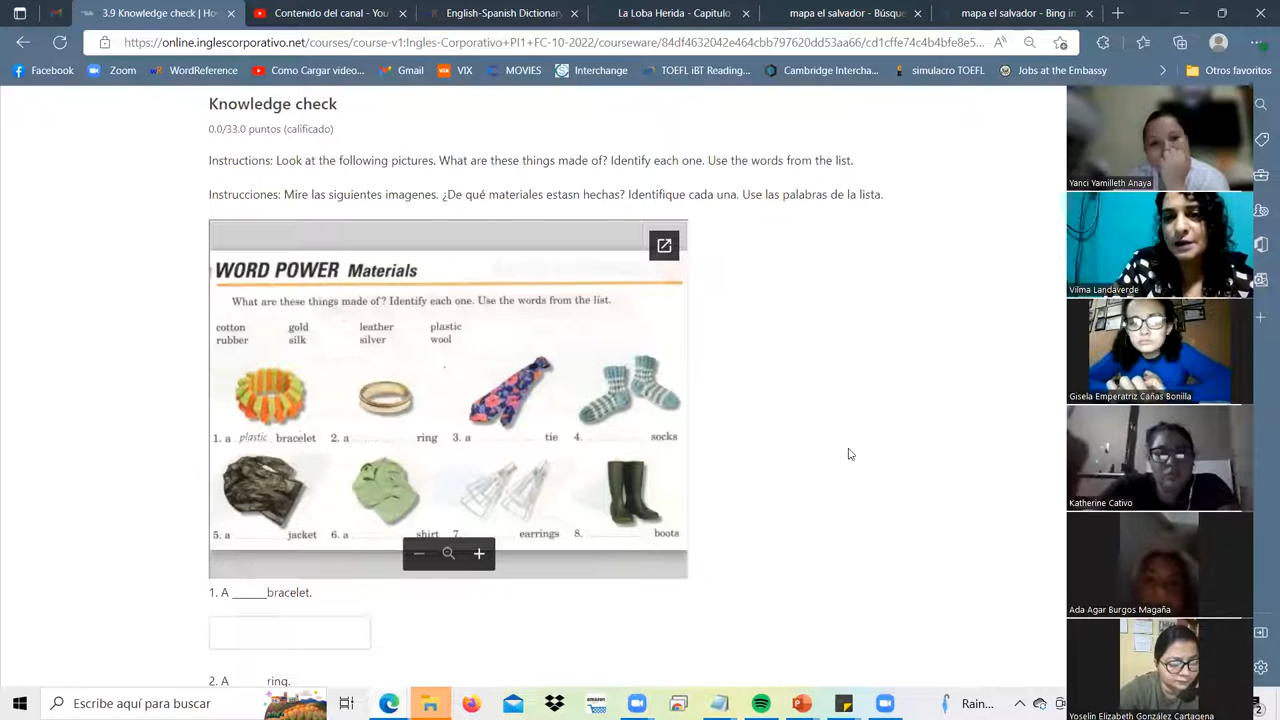 3.9 Knowledge check | Ho
Contenido del canal - You
English-Spanish Dictionary
La Loba Herida - Capítulo
mapa el salvador - Búsque
mapa el salvador - Bing in
https://online.inglescorporativo.net/courses/course-v1:Ingles-Corporativo+PI1+FC-10-2022/courseware/84df4632042e464cbb797620dd53aa66/cd1cffe74c4b4bfe8e5...
Facebook
Zoom
WordReference
Como Cargar video...
Gmail
VIX
MOVIES
Interchange
TOEFL iBT Reading...
Cambridge Intercha...
simulacro TOEFL
Jobs at the Embassy
Otros favoritos
Knowledge check
0.0/33.0 puntos (calificado)
Instructions: Look at the following pictures. What are these things made of? Identify each one. Use the words from the list.
Instrucciones: Mire las siguientes imágenes. ¿De qué materiales estasn hechas? Identifique cada una. Use las palabras de la lista.
WORD POWER Materials
What are these things made of? Identify each one. Use the words from the list.
cotton gold leather plastic
rubber silk silver wool
1. a plastic bracelet 2. a ring 3. a tie 4. socks
5. a jacket 6. a shirt 7. earrings 8. boots
1. A ______bracelet.
2. A ring.
Yanci Yamilleth Anaya
Vilma Landaverde
Gisela Emperatriz Cañas Bonilla
Katherine Cativo
Ada Agar Burgos Magaña
Yoselin Elizabeth González Cartagena
Escribe aquí para buscar
amazon
Rain...
2